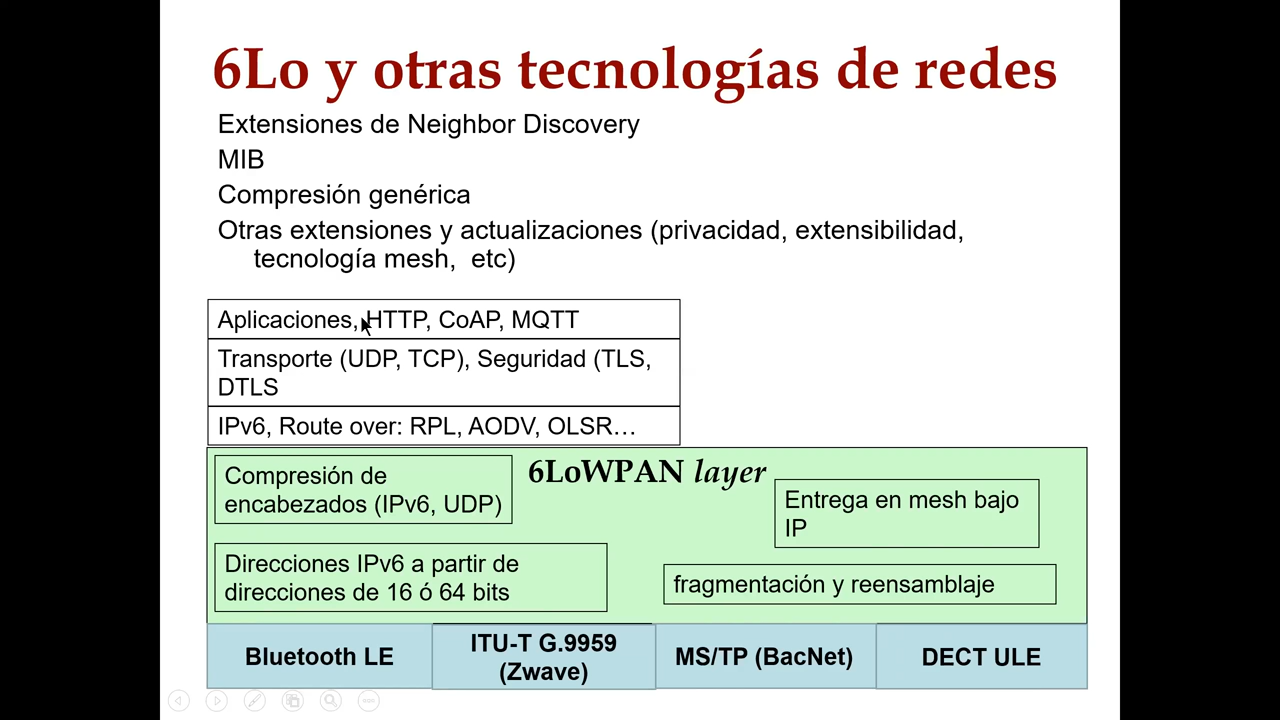 6Lo y otras tecnologías de redes
Extensiones de Neighbor Discovery
MIB
Compresión genérica
Otras extensiones y actualizaciones (privacidad, extensibilidad,
tecnología mesh, etc)
Aplicaciones, HTTP, CoAP, MQTT
Transporte (UDP, TCP), Seguridad (TLS,
DTLS
IPv6, Route over: RPL, AODV, OLSR…
6LoWPAN layer
Compresión de
encabezados (IPv6, UDP)
Entrega en mesh bajo
IP
Direcciones IPv6 a partir de
direcciones de 16 ó 64 bits
fragmentación y reensamblaje
Bluetooth LE
ITU-T G.9959
(Zwave)
MS/TP (BacNet)
DECT ULE